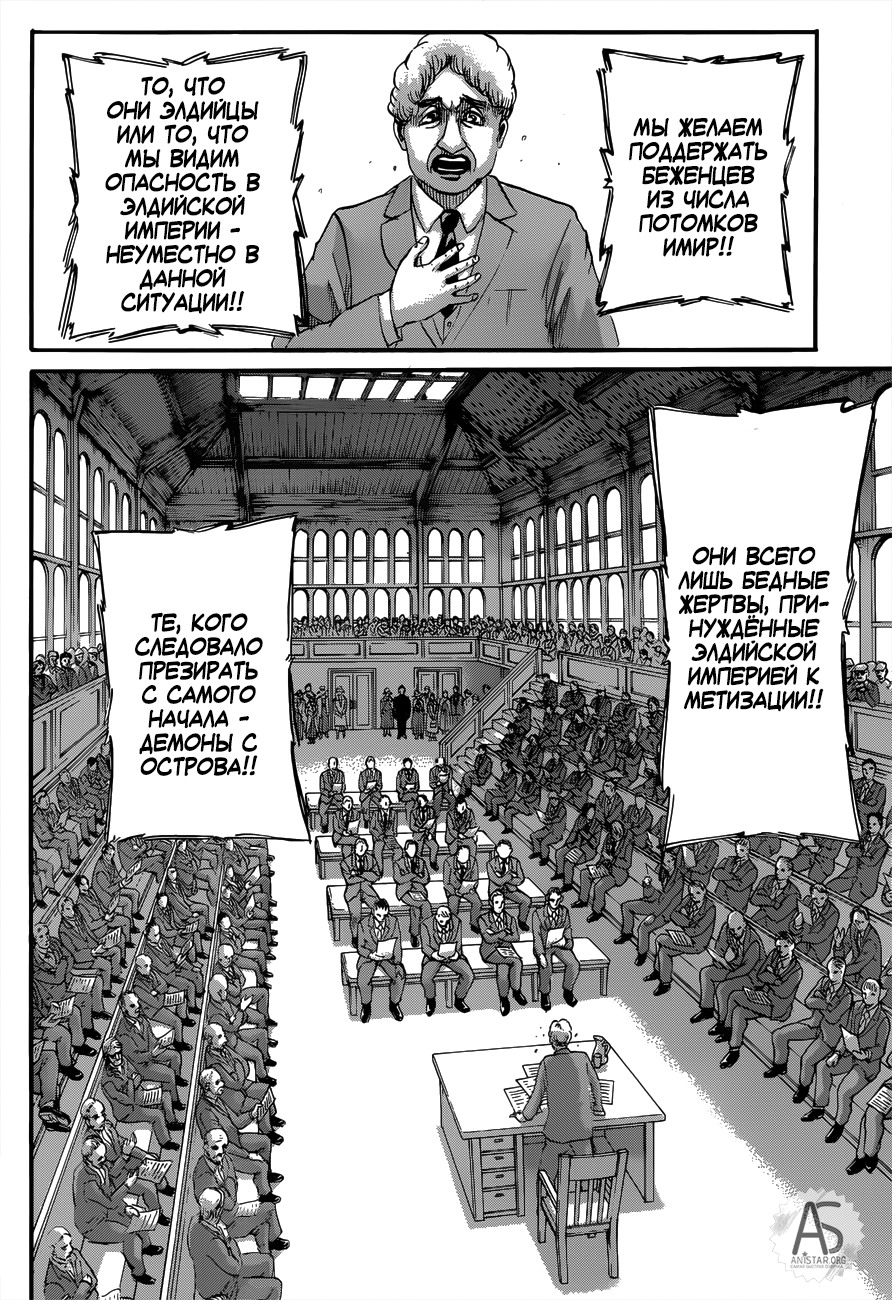 МЫ ЖЕЛАЕМ
ПОДДЕРЖАТЬ
БЕЖЕНЦЕВ
ИЗ ЧИСЛА
ПОТОМКОВ
ИМИР!!
ТО, ЧТО
ОНИ ЭЛДИЙЦЫ
ИЛИ ТО, ЧТО
МЫ ВИДИМ
ОПАСНОСТЬ В
ЭЛДИЙСКОЙ
ИМПЕРИИ -
НЕУМЕСТНО В
ДАННОЙ
СИТУАЦИИ!!
ОНИ ВСЕГО
ЛИШЬ БЕДНЫЕ
ЖЕРТВЫ, ПРИ-
НУЖДЁННЫЕ
ЭЛДИЙСКОЙ
ИМПЕРИЕЙ К
МЕТИЗАЦИИ!!
ТЕ, КОГО
СЛЕДОВАЛО
ПРЕЗИРАТЬ
С САМОГО
НАЧАЛА -
ДЕМОНЫ С
ОСТРОВА!!
AS
ANISTAR.ORG